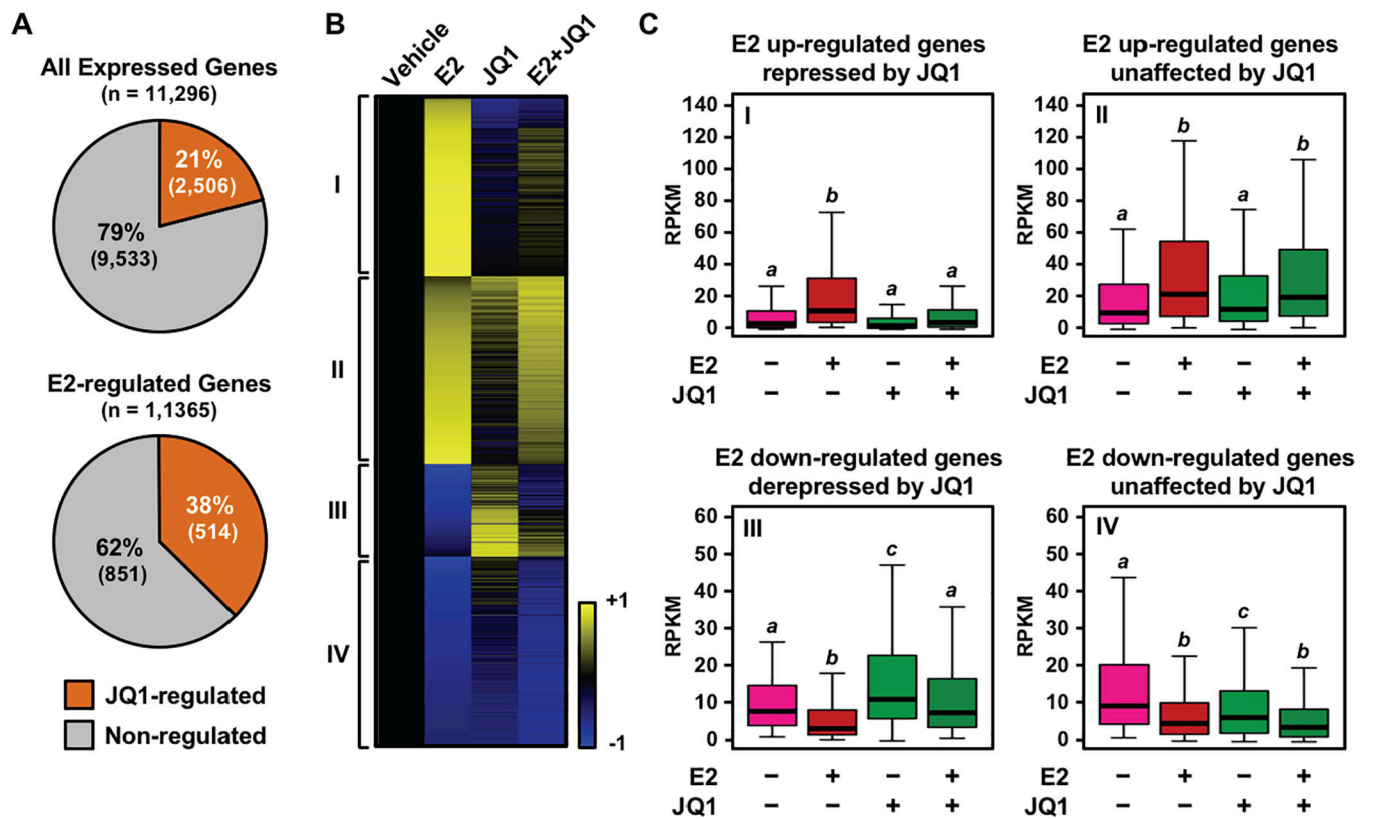 A
All Expressed Genes
(n = 11,296)
21%
(2,506)
79%
(9,533)
E2-regulated Genes
(n = 1,1365)
38%
(514)
62%
(851)
JQ1-regulated
Non-regulated
B
Vehicle
E2
JQ1
E2+JQ1
I
II
III
IV
+1
-1
C
E2 up-regulated genes
repressed by JQ1
I
RPKM
140
120
100
80
60
40
20
0
a
b
a
a
E2 − + − +
JQ1 − − + +
E2 up-regulated genes
unaffected by JQ1
II
RPKM
140
120
100
80
60
40
20
0
a
b
a
b
E2 − + − +
JQ1 − − + +
E2 down-regulated genes
derepressed by JQ1
III
RPKM
60
50
40
30
20
10
0
a
b
c
a
E2 − + − +
JQ1 − − + +
E2 down-regulated genes
unaffected by JQ1
IV
RPKM
60
50
40
30
20
10
0
a
b
c
b
E2 − + − +
JQ1 − − + +